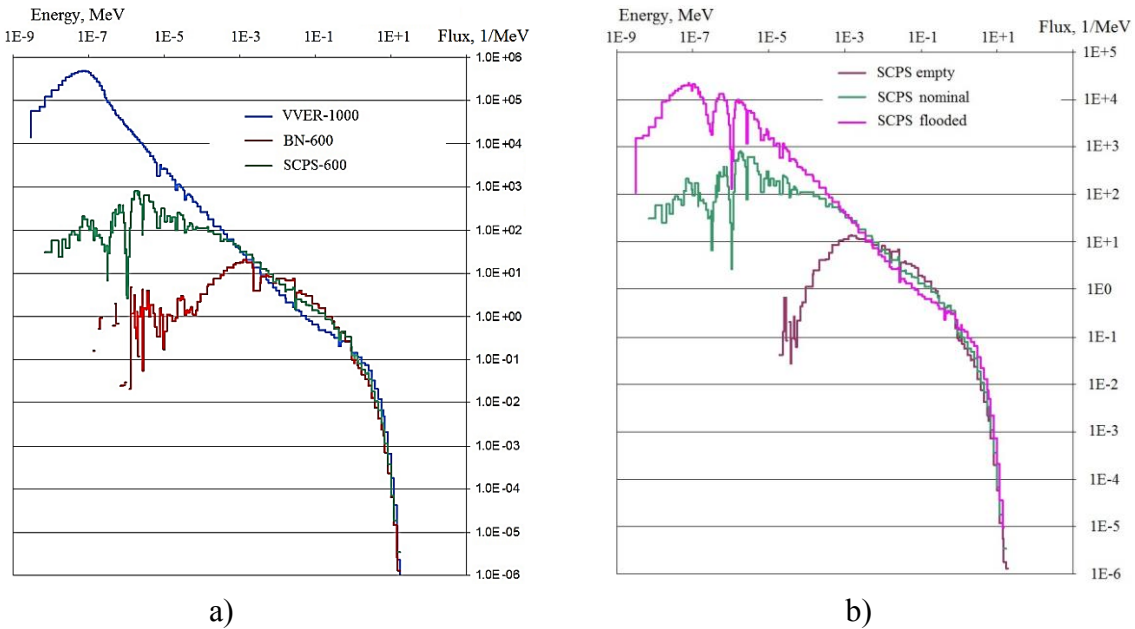 Energy, MeV
Flux, 1/MeV
1E-9 1E-7 1E-5 1E-3 1E-1 1E+1
1.0E+06
1.0E+05
1.0E+04
1.0E+03
1.0E+02
1.0E+01
1.0E+00
1.0E-01
1.0E-02
1.0E-03
1.0E-04
1.0E-05
1.0E-06
VVER-1000
BN-600
SCPS-600
a)
Energy, MeV
Flux, 1/MeV
1E-9 1E-7 1E-5 1E-3 1E-1 1E+1
1E+5
1E+4
1E+3
1E+2
1E+1
1E0
1E-1
1E-2
1E-3
1E-4
1E-5
1E-6
SCPS empty
SCPS nominal
SCPS flooded
b)